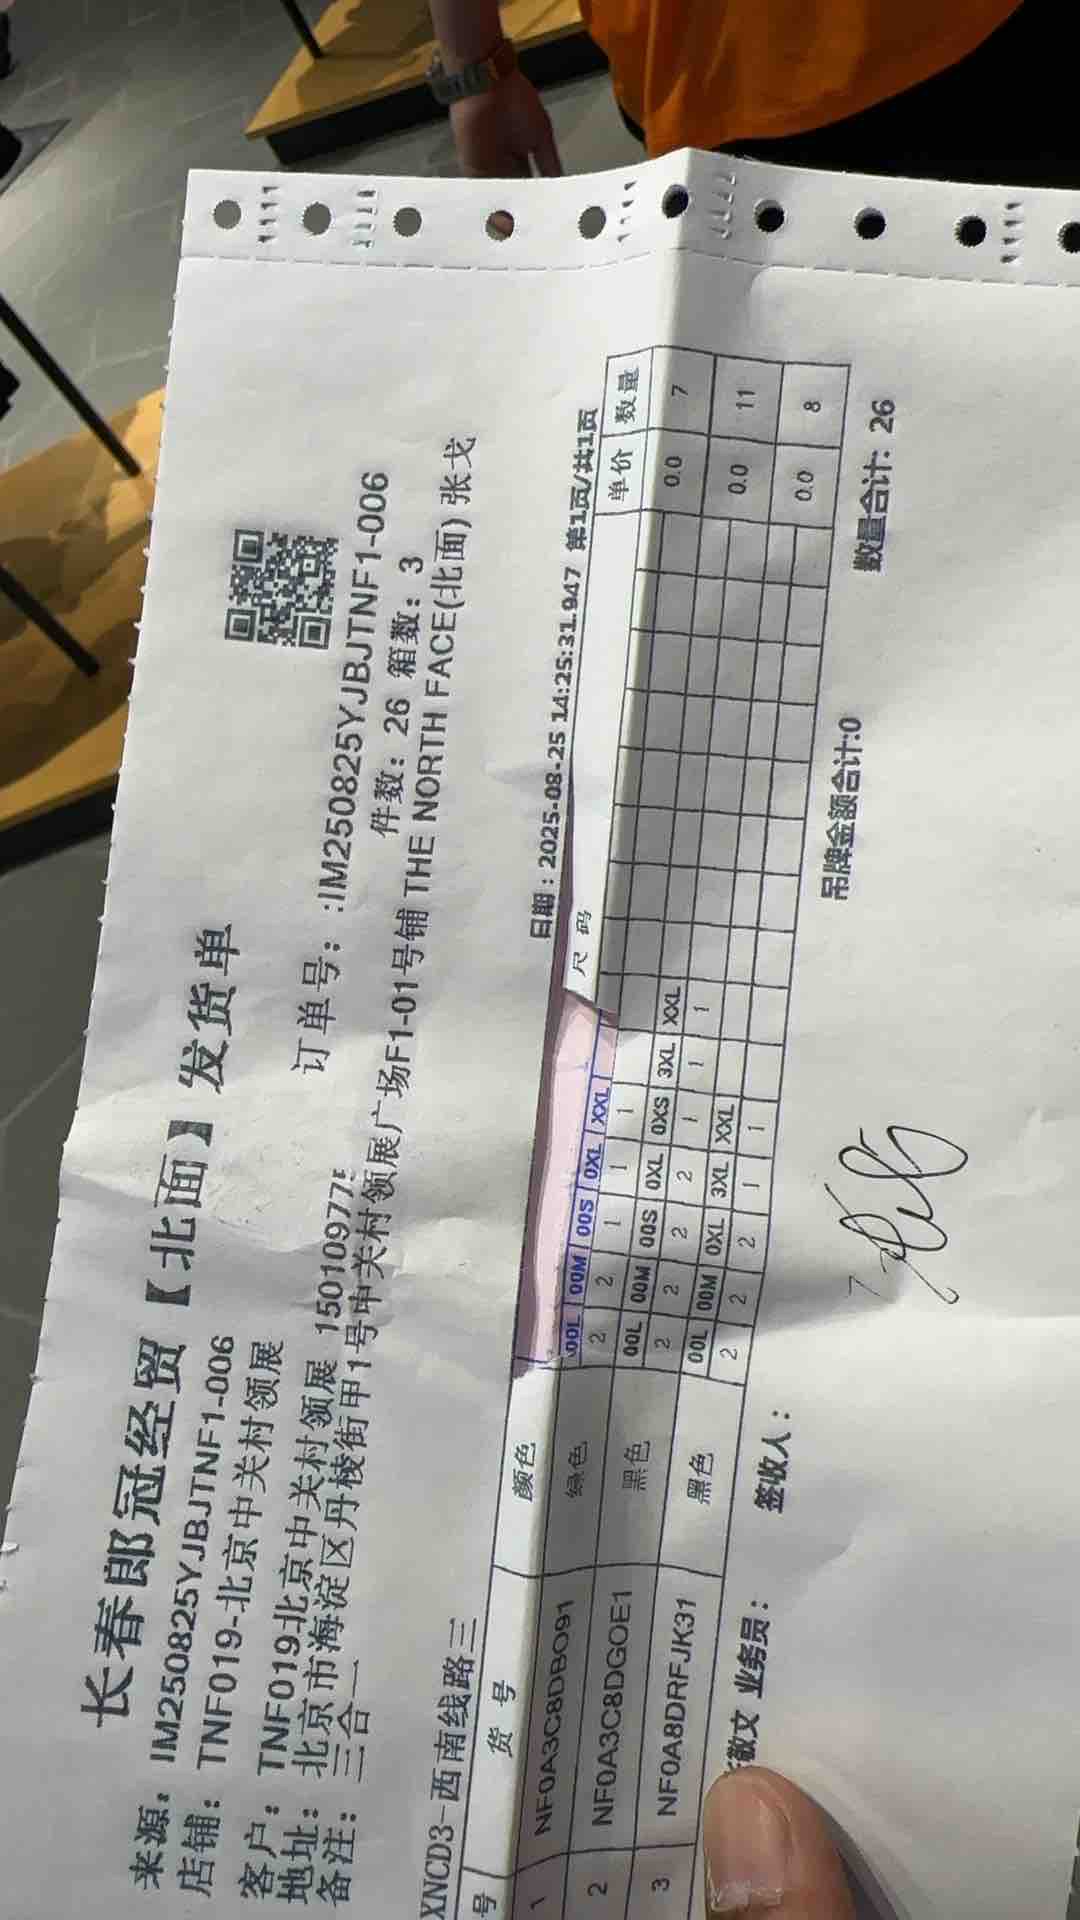 长春郎冠经贸【北面】发货单
来源: IM250825YJBJTNF1-006 订单号: :IM250825YJBJTNF1-006
店铺: TNF019-北京中关村领展 件数: 26 箱数: 3
客户: TNF019北京中关村领展 1501097
地址: 北京市海淀区丹棱街甲1号中关村领展广场F1-01号铺 THE NORTH FACE(北面) 张戈
备注: 三合一
XNCD3-西南线路三 日期:2025-08-25 14:25:31.947 第1页/共1页
号 货号 颜色 尺码 单价 数量
00L 00M 00S 0XL XXL
1 NF0A3C8DBO91 绿色 2 2 1 1 1 0.0 7
00L 00M 00S 0XL 0XS 3XL XXL
2 NF0A3C8DGOE1 黑色 2 2 2 2 1 1 1 0.0 11
00L 00M 0XL 3XL XXL
3 NF0A8DRFJK31 黑色 2 2 2 1 1 0.0 8
敬文 业务员: 签收人: 吊牌金额合计:0 数量合计: 26